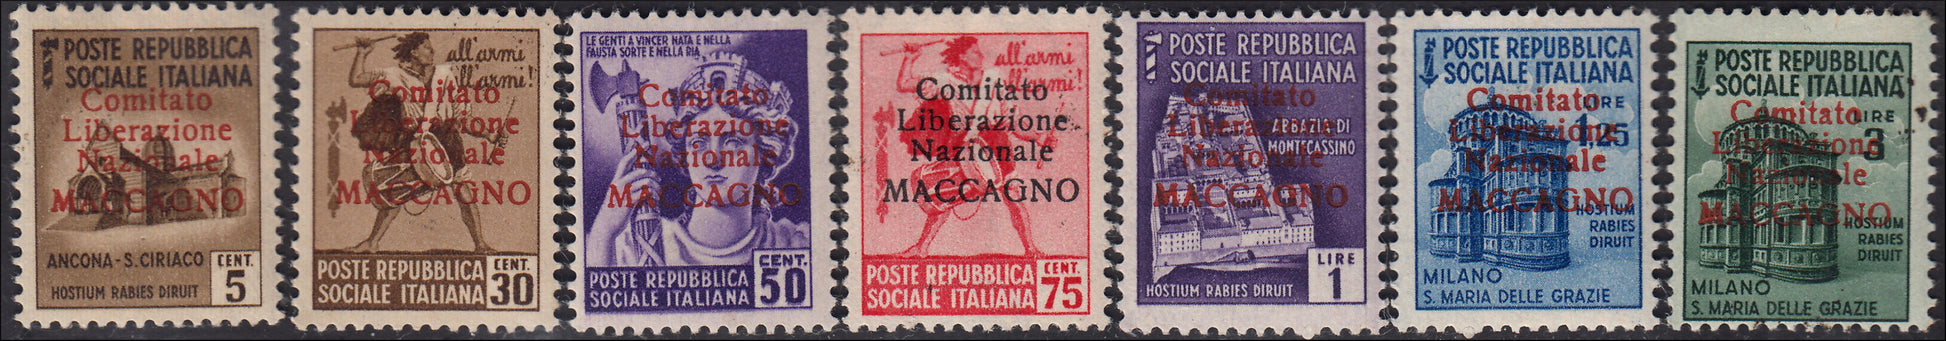 POSTE REPUBBLICA
SOCIALE ITALIANA
Comitato
Liberazione
Nazionale
MACCAGNO
ANCONA-S.CIRIACO
HOSTIUM RABIES DIRUIT
CENT.
5
all'armi
all'armi!
Comitato
Liberazione
Nazionale
MACCAGNO
POSTE REPUBBLICA
SOCIALE ITALIANA
CENT.
30
LE GENTI A VINCER NATA E NELLA
FAUSTA SORTE E NELLA RIA
Comitato
Liberazione
Nazionale
MACCAGNO
POSTE REPUBBLICA
SOCIALE ITALIANA
CENT.
50
all'armi
all'armi!
Comitato
Liberazione
Nazionale
MACCAGNO
POSTE REPUBBLICA
SOCIALE ITALIANA
CENT.
75
POSTE REPUBBLICA
SOCIALE ITALIANA
Comitato
Liberazione
Nazionale
MACCAGNO
ABBAZIA DI
MONTECASSINO
HOSTIUM RABIES DIRUIT
LIRE
1
POSTE REPUBBLICA
SOCIALE ITALIANA
Comitato
Liberazione
Nazionale
MACCAGNO
LIRE
1,25
HOSTIUM
RABIES
DIRUIT
MILANO
S. MARIA DELLE GRAZIE
POSTE REPUBBLICA
SOCIALE ITALIANA
Comitato
Liberazione
Nazionale
MACCAGNO
LIRE
3
HOSTIUM
RABIES
DIRUIT
MILANO
S. MARIA DELLE GRAZIE